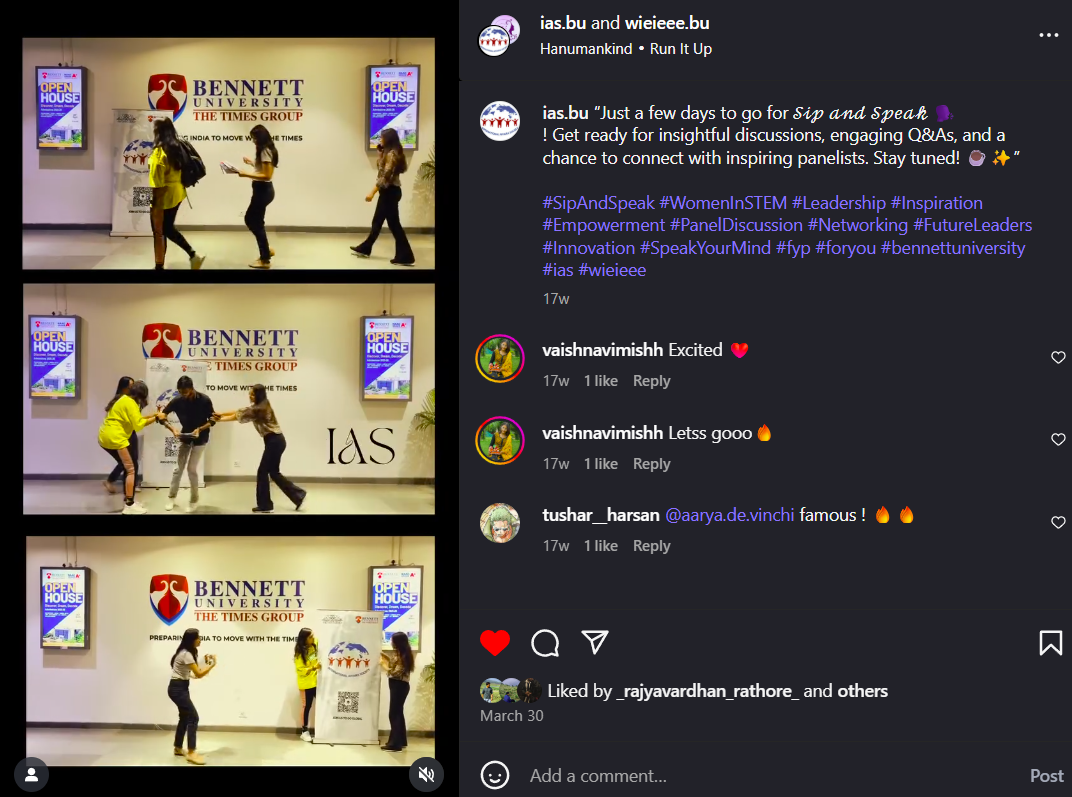 BENNETT
UNIVERSITY
THE TIMES GROUP
OPEN
HOUSE
OPEN
HOUSE
NG INDIA TO MOVE WITH THE TIMES
BENNETT
UNIVERSITY
THE TIMES GROUP
OPEN
HOUSE
OPEN
HOUSE
TO MOVE WITH THE TIMES
IAS
BENNETT
UNIVERSITY
THE TIMES GROUP
OPEN
HOUSE
OPEN
HOUSE
PREPARING INDIA TO MOVE WITH THE TIMES
ias.bu and wieieee.bu
Hanumankind • Run It Up
ias.bu "Just a few days to go for 𝓢𝓲𝓹 𝓪𝓷𝓭 𝓢𝓹𝓮𝓪𝓴 🗣
! Get ready for insightful discussions, engaging Q&As, and a
chance to connect with inspiring panelists. Stay tuned! ☕ ✨"
#SipAndSpeak #WomenInSTEM #Leadership #Inspiration
#Empowerment #PanelDiscussion #Networking #FutureLeaders
#Innovation #SpeakYourMind #fyp #foryou #bennettuniversity
#ias #wieieee
17w
vaishnavimishh Excited ❤️
17w 1 like Reply
vaishnavimishh Letss gooo🔥
17w 1 like Reply
tushar__harsan @aarya.de.vinchi famous ! 🔥 🔥
17w 1 like Reply
Liked by _rajyavardhan_rathore_ and others
March 30
Add a comment...
Post